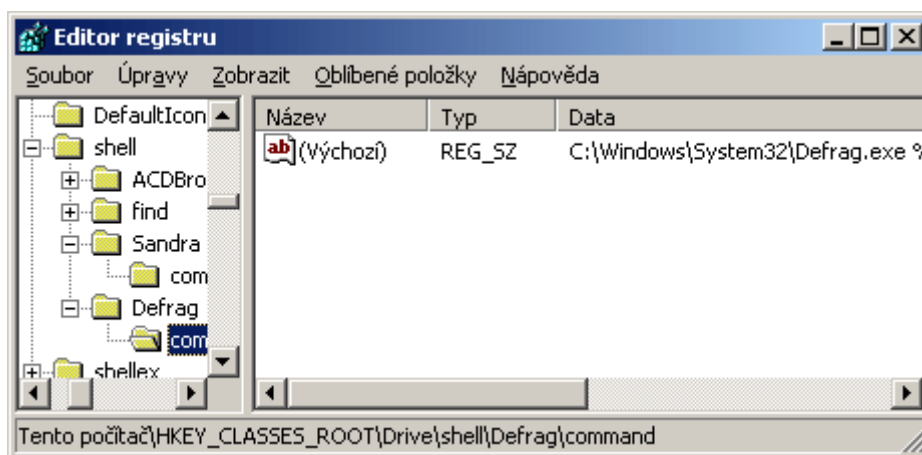 Editor registru
Soubor Úpravy Zobrazit Oblíbené položky Nápověda
DefaultIcon
shell
ACDBro
find
Sandra
com
Defrag
com
shellex
Název Typ Data
ab (Výchozí) REG_SZ C:\Windows\System32\Defrag.exe %
Tento počítač\HKEY_CLASSES_ROOT\Drive\shell\Defrag\command